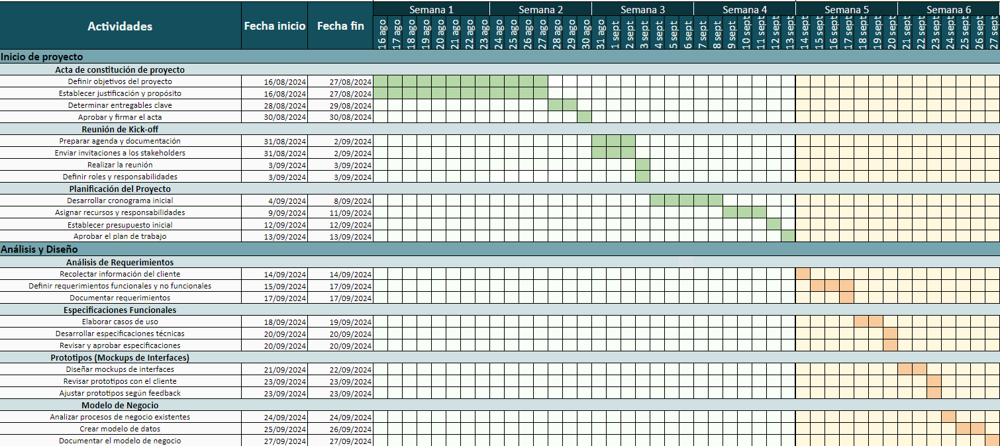 Semana 1 Semana 2 Semana 3 Semana 4 Semana 5 Semana 6
Actividades Fecha inicio Fecha fin
16 ago 17 ago 18 ago 19 ago 20 ago 21 ago 22 ago 23 ago 24 ago 25 ago 26 ago 27 ago 28 ago 29 ago 30 ago 31 ago 1 sept 2 sept 3 sept 4 sept 5 sept 6 sept 7 sept 8 sept 9 sept 10 sept 11 sept 12 sept 13 sept 14 sept 15 sept 16 sept 17 sept 18 sept 19 sept 20 sept 21 sept 22 sept 23 sept 24 sept 25 sept 26 sept 27 sept
Inicio de proyecto
Acta de constitución de proyecto
Definir objetivos del proyecto 16/08/2024 27/08/2024
Establecer justificación y propósito 16/08/2024 27/08/2024
Determinar entregables clave 28/08/2024 29/08/2024
Aprobar y firmar el acta 30/08/2024 30/08/2024
Reunión de Kick-off
Preparar agenda y documentación 31/08/2024 2/09/2024
Enviar invitaciones a los stakeholders 31/08/2024 2/09/2024
Realizar la reunión 3/09/2024 3/09/2024
Definir roles y responsabilidades 3/09/2024 3/09/2024
Planificación del Proyecto
Desarrollar cronograma inicial 4/09/2024 8/09/2024
Asignar recursos y responsabilidades 9/09/2024 11/09/2024
Establecer presupuesto inicial 12/09/2024 12/09/2024
Aprobar el plan de trabajo 13/09/2024 13/09/2024
Análisis y Diseño
Análisis de Requerimientos
Recolectar información del cliente 14/09/2024 14/09/2024
Definir requerimientos funcionales y no funcionales 15/09/2024 17/09/2024
Documentar requerimientos 17/09/2024 17/09/2024
Especificaciones Funcionales
Elaborar casos de uso 18/09/2024 19/09/2024
Desarrollar especificaciones técnicas 20/09/2024 20/09/2024
Revisar y aprobar especificaciones 20/09/2024 20/09/2024
Prototipos (Mockups de Interfaces)
Diseñar mockups de interfaces 21/09/2024 22/09/2024
Revisar prototipos con el cliente 23/09/2024 23/09/2024
Ajustar prototipos según feedback 23/09/2024 23/09/2024
Modelo de Negocio
Analizar procesos de negocio existentes 24/09/2024 24/09/2024
Crear modelo de datos 25/09/2024 26/09/2024
Documentar el modelo de negocio 27/09/2024 27/09/2024